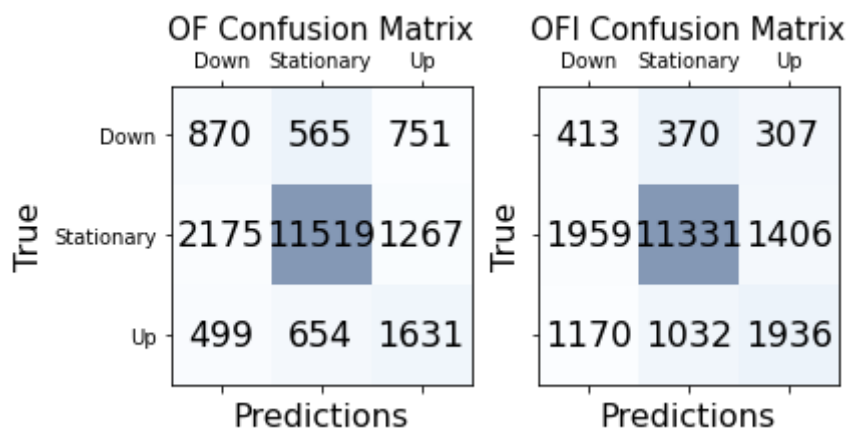 OF Confusion Matrix
Down Stationary Up
True
Down 870 565 751
Stationary 2175 11519 1267
Up 499 654 1631
Predictions
OFI Confusion Matrix
Down Stationary Up
True
413 370 307
1959 11331 1406
1170 1032 1936
Predictions